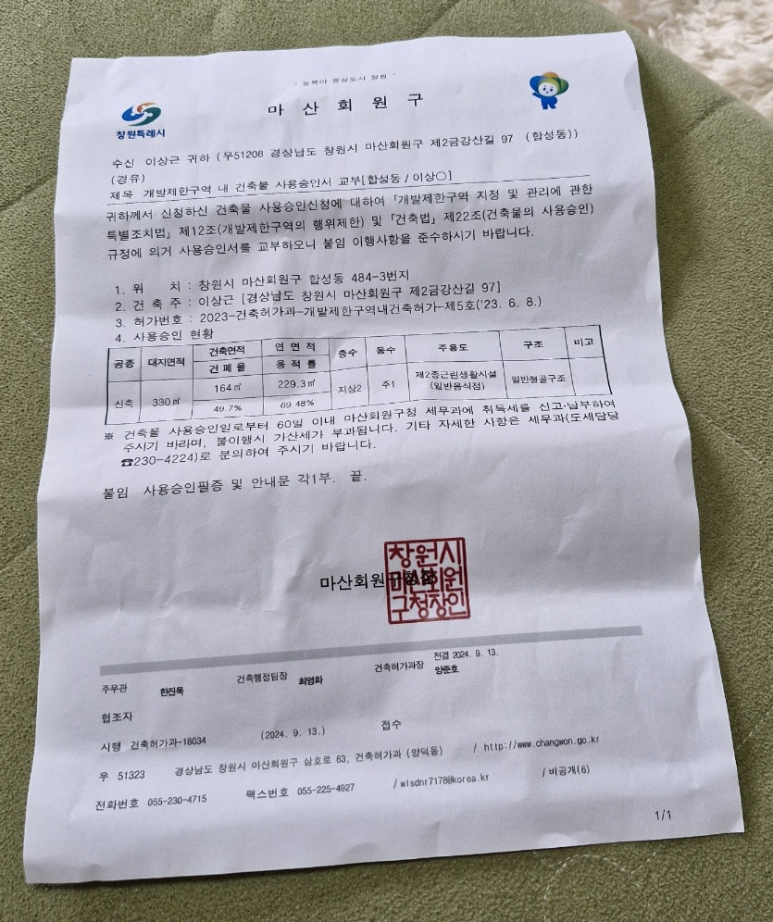 - 동북아 중심도시 창원 -
창원특례시
마 산 회 원 구
수신 이상근 귀하 (우51208 경상남도 창원시 마산회원구 제2금강산길 97 (합성동))
(경유)
제목 개발제한구역 내 건축물 사용승인서 교부[합성동/이상○]
귀하께서 신청하신 건축물 사용승인신청에 대하여 「개발제한구역 지정 및 관리에 관한
특별조치법」 제12조(개발제한구역의 행위제한) 및 「건축법」 제22조(건축물의 사용승인)
규정에 의거 사용승인서를 교부하오니 붙임 이행사항을 준수하시기 바랍니다.
1. 위 치 : 창원시 마산회원구 합성동 484-3번지
2. 건 축 주 : 이상근 [경상남도 창원시 마산회원구 제2금강산길 97]
3. 허가번호 : 2023-건축허가과-개발제한구역내건축허가-제5호('23. 6. 8.)
4. 사용승인 현황
공종 대지면적 건축면적 연 면 적 층수 동수 주용도 구조 비고
건 폐 율 용 적 률
신축 330㎡ 164㎡ 229.3㎡ 지상2 주1 제2종근린생활시설 일반철골구조
(일반음식점)
49.7% 69.48%
※ 건축물 사용승인일로부터 60일 이내 마산회원구청 세무과에 취득세를 신고·납부하여
주시기 바라며, 불이행시 가산세가 부과됩니다. 기타 자세한 사항은 세무과(도세담당
☎230-4224)로 문의하여 주시기 바랍니다.
붙임 사용승인필증 및 안내문 각1부. 끝.
마산회원구청장
창원시
마산회원
구청장인
주무관 한진욱 건축행정팀장 최영화 건축허가과장 전결 2024. 9. 13.
양준호
협조자
시행 건축허가과-18034 (2024. 9. 13.) 접수
우 51323 경상남도 창원시 마산회원구 삼호로 63, 건축허가과 (양덕동) / http://www.changwon.go.kr
전화번호 055-230-4715 팩스번호 055-225-4927 / wlsdnr7178@korea.kr / 비공개(6)
1/1